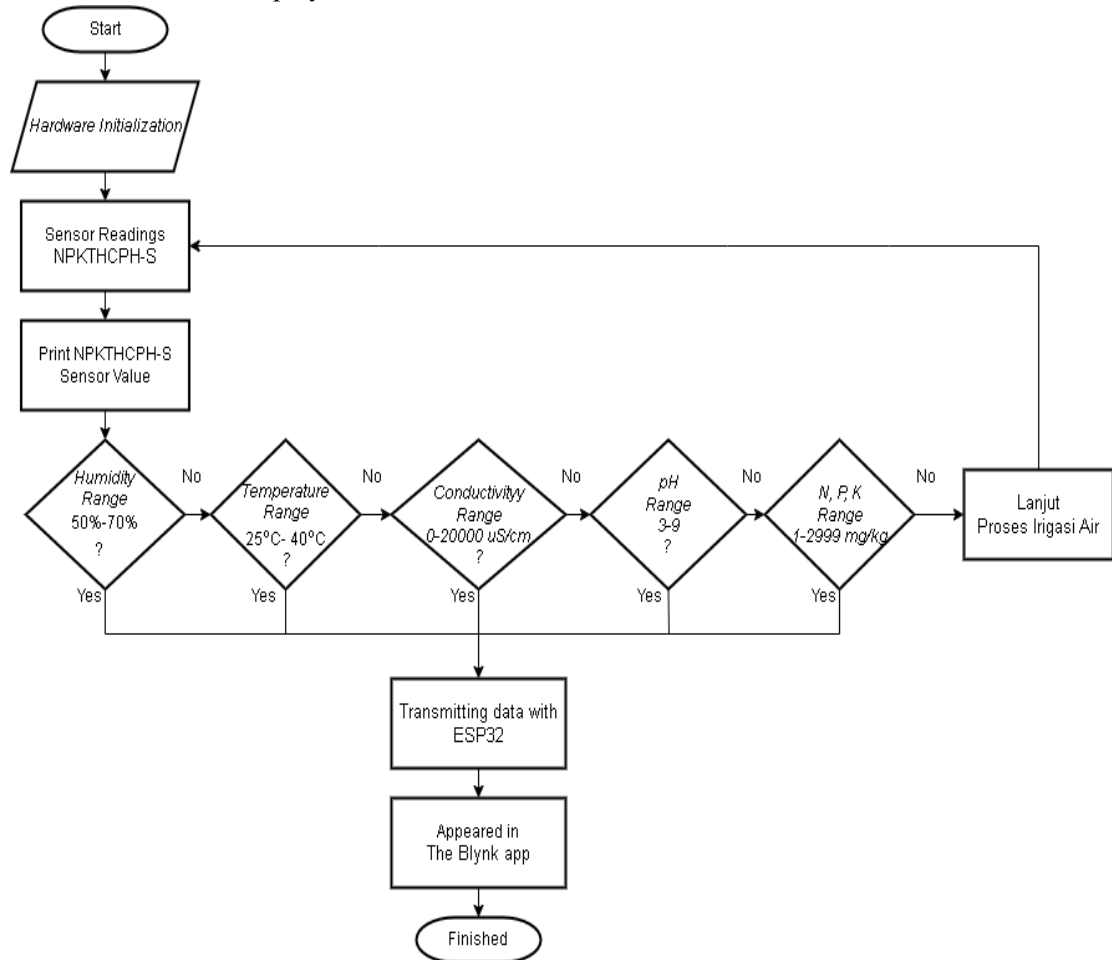 Start
Hardware Initialization
Sensor Readings
NPKTHCPH-S
Print NPKTHCPH-S
Sensor Value
Humidity
Range
50%-70%
?
No
Yes
Temperature
Range
25°C- 40°C
?
No
Yes
Conductivityy
Range
0-20000 uS/cm
?
No
Yes
pH
Range
3-9
?
No
Yes
N, P, K
Range
1-2999 mg/kg
No
Yes
Lanjut
Proses Irigasi Air
Transmitting data with
ESP32
Appeared in
The Blynk app
Finished